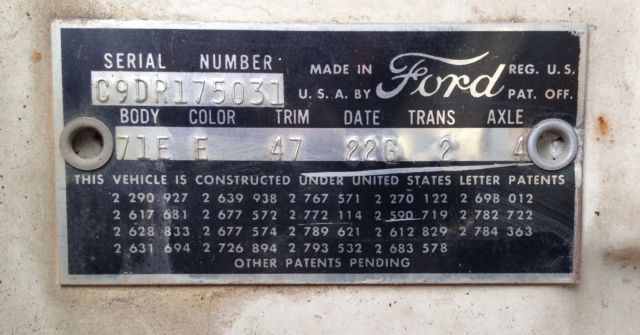 SERIAL NUMBER MADE IN Ford REG. U.S.
C9DR175031 U.S.A. BY PAT. OFF.
BODY COLOR TRIM DATE TRANS AXLE
71E E 47 22G 2 4
THIS VEHICLE IS CONSTRUCTED UNDER UNITED STATES LETTER PATENTS
2 290 927 2 639 938 2 767 571 2 270 122 2 698 012
2 617 681 2 677 572 2 772 114 2 590 719 2 782 722
2 628 833 2 677 574 2 789 621 2 612 829 2 784 363
2 631 694 2 726 894 2 793 532 2 683 578
OTHER PATENTS PENDING